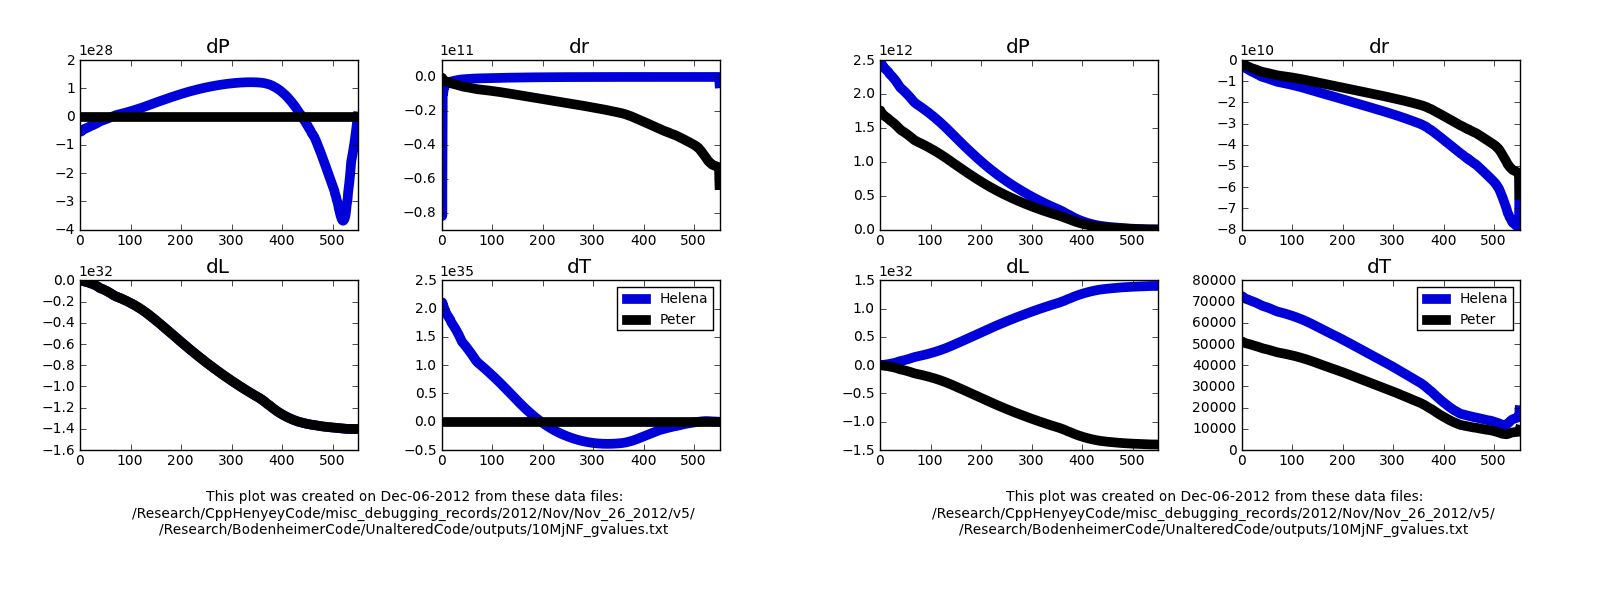 dP
1e28
2
1
0
−1
−2
−3
−4
0 100 200 300 400 500
dr
1e11
0.0
−0.2
−0.4
−0.6
−0.8
0 100 200 300 400 500
dL
1e32
0.0
−0.2
−0.4
−0.6
−0.8
−1.0
−1.2
−1.4
−1.6
0 100 200 300 400 500
dT
1e35
2.5
2.0
1.5
1.0
0.5
0.0
−0.5
0 100 200 300 400 500
Helena
Peter
This plot was created on Dec-06-2012 from these data files:
/Research/CppHenyeyCode/misc_debugging_records/2012/Nov/Nov_26_2012/v5/
/Research/BodenheimerCode/UnalteredCode/outputs/10MjNF_gvalues.txt
dP
1e12
2.5
2.0
1.5
1.0
0.5
0.0
0 100 200 300 400 500
dr
1e10
0
−1
−2
−3
−4
−5
−6
−7
−8
0 100 200 300 400 500
dL
1e32
1.5
1.0
0.5
0.0
−0.5
−1.0
−1.5
0 100 200 300 400 500
dT
80000
70000
60000
50000
40000
30000
20000
10000
0
0 100 200 300 400 500
Helena
Peter
This plot was created on Dec-06-2012 from these data files:
/Research/CppHenyeyCode/misc_debugging_records/2012/Nov/Nov_26_2012/v5/
/Research/BodenheimerCode/UnalteredCode/outputs/10MjNF_gvalues.txt